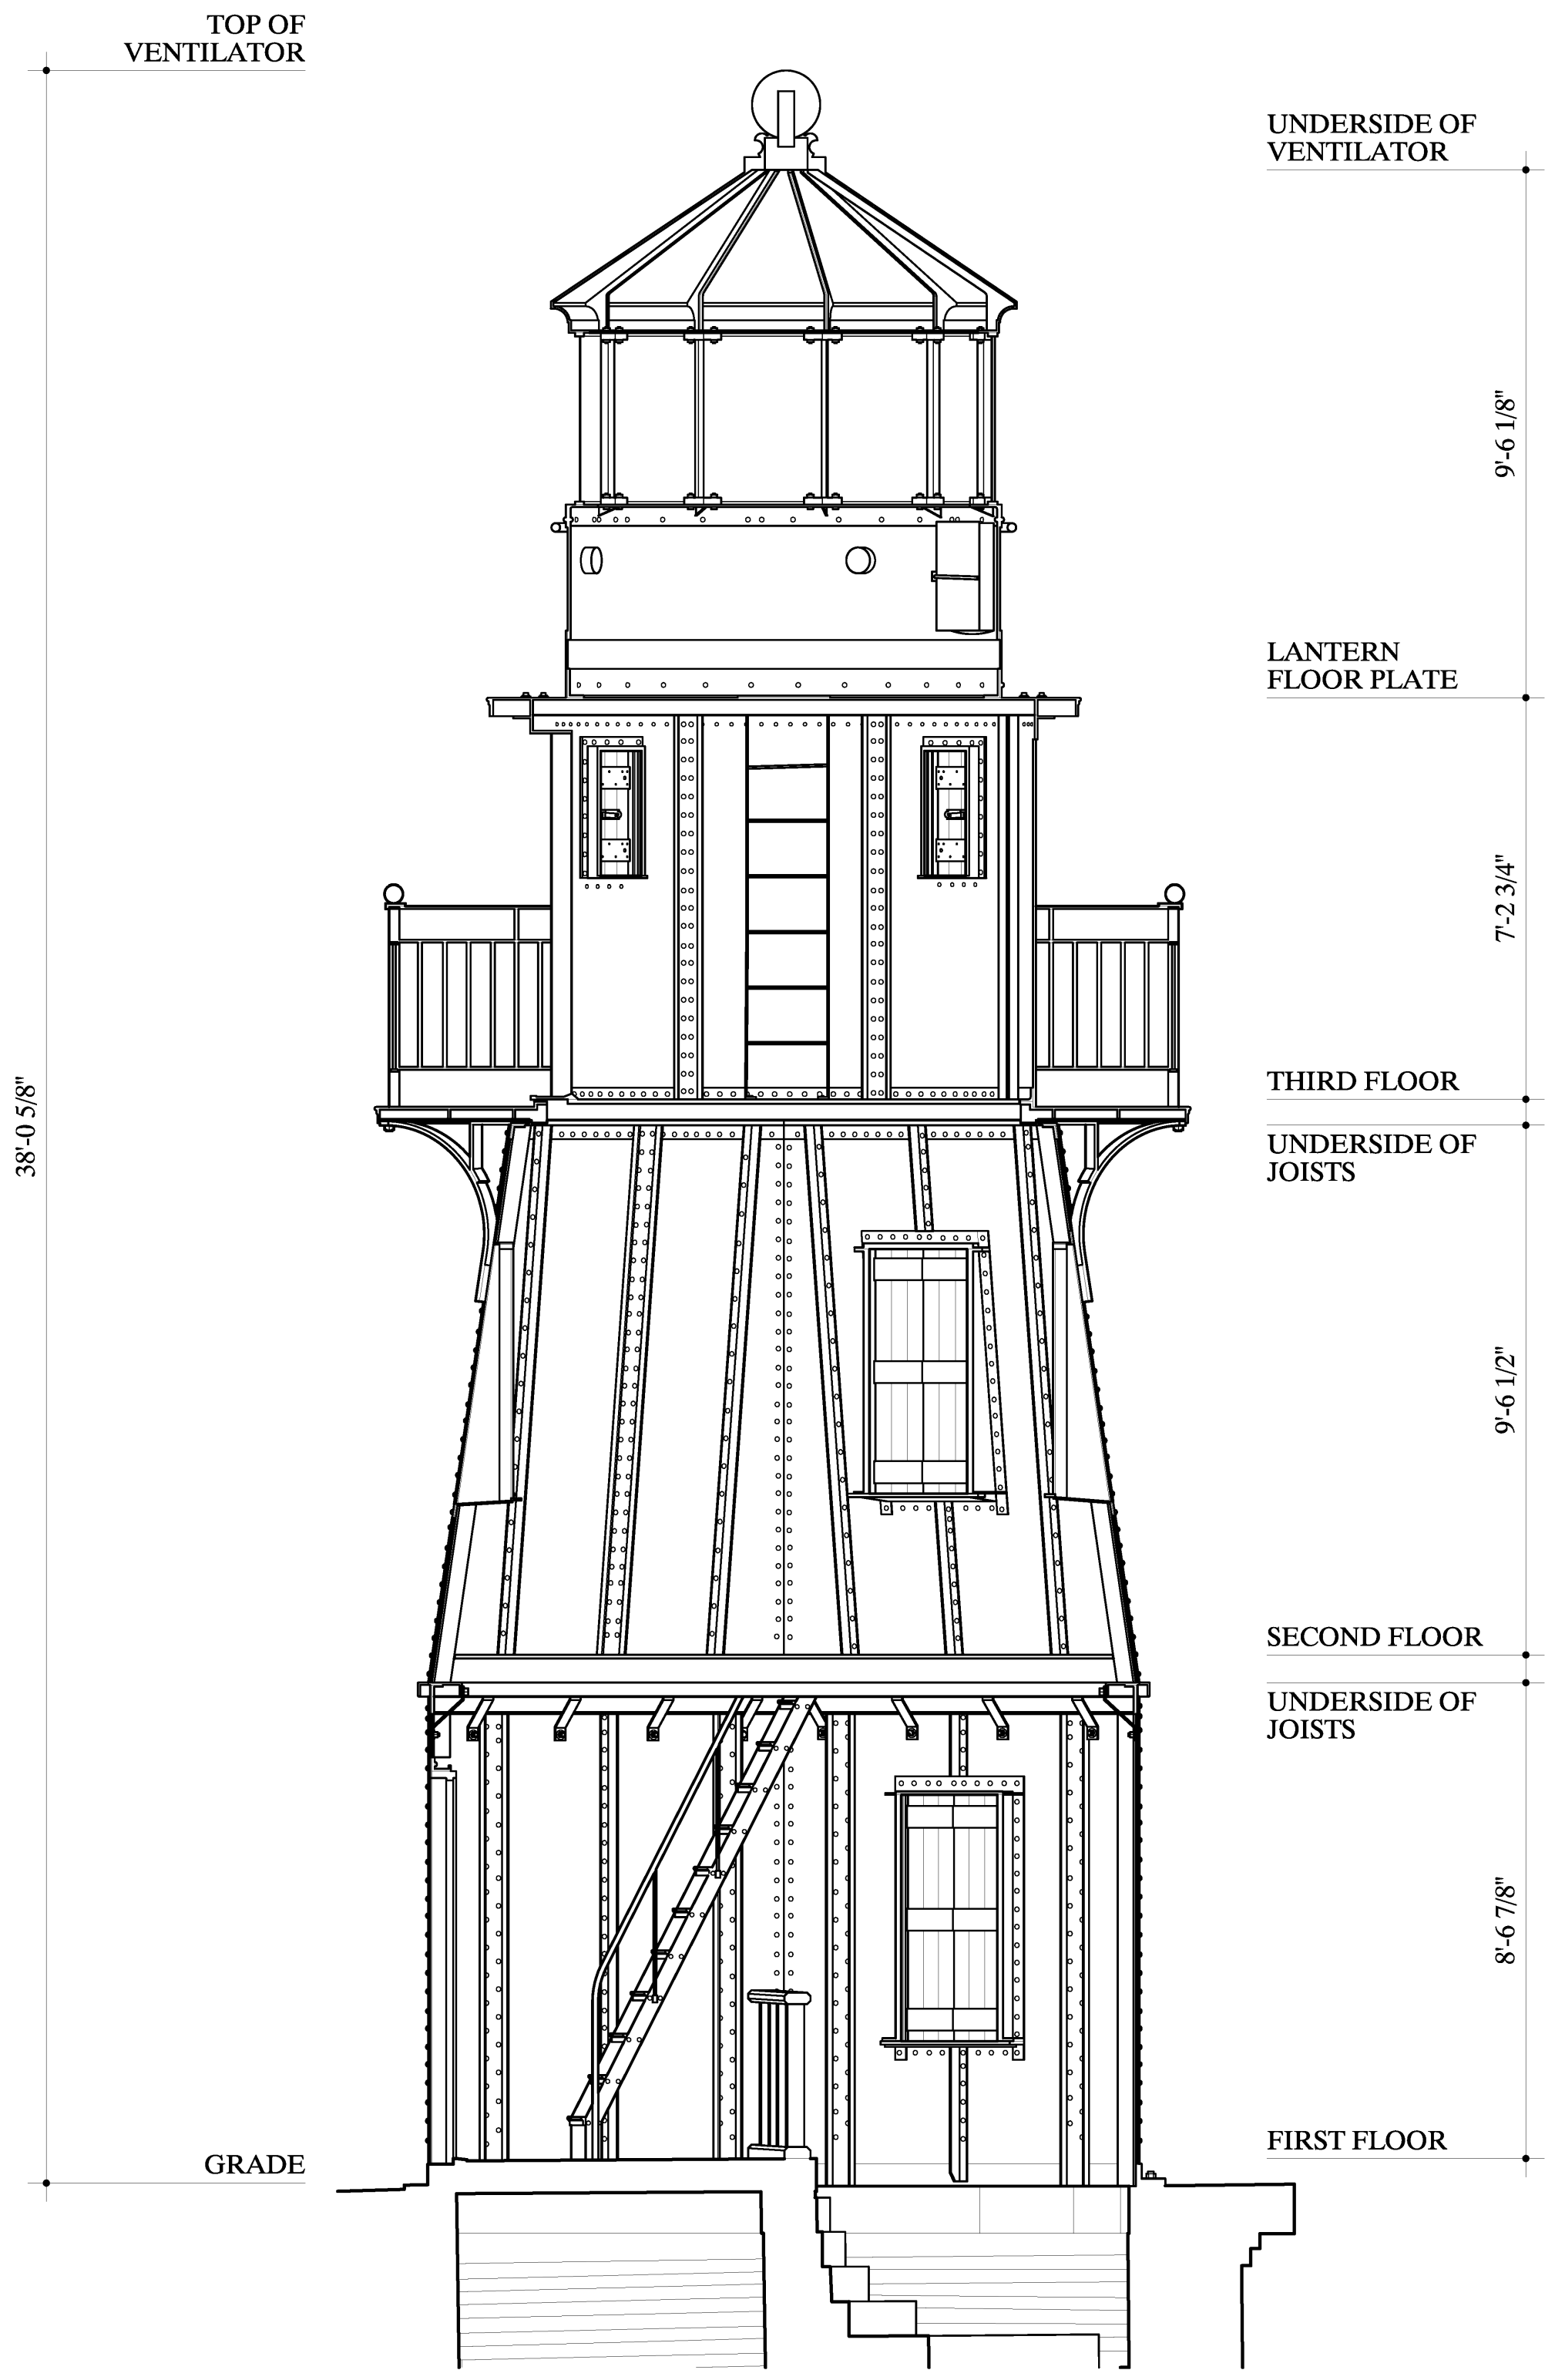 TOP OF
VENTILATOR
UNDERSIDE OF
VENTILATOR
9'-6 1/8"
LANTERN
FLOOR PLATE
7'-2 3/4"
THIRD FLOOR
38'-0 5/8"
UNDERSIDE OF
JOISTS
9'-6 1/2"
SECOND FLOOR
UNDERSIDE OF
JOISTS
8'-6 7/8"
FIRST FLOOR
GRADE